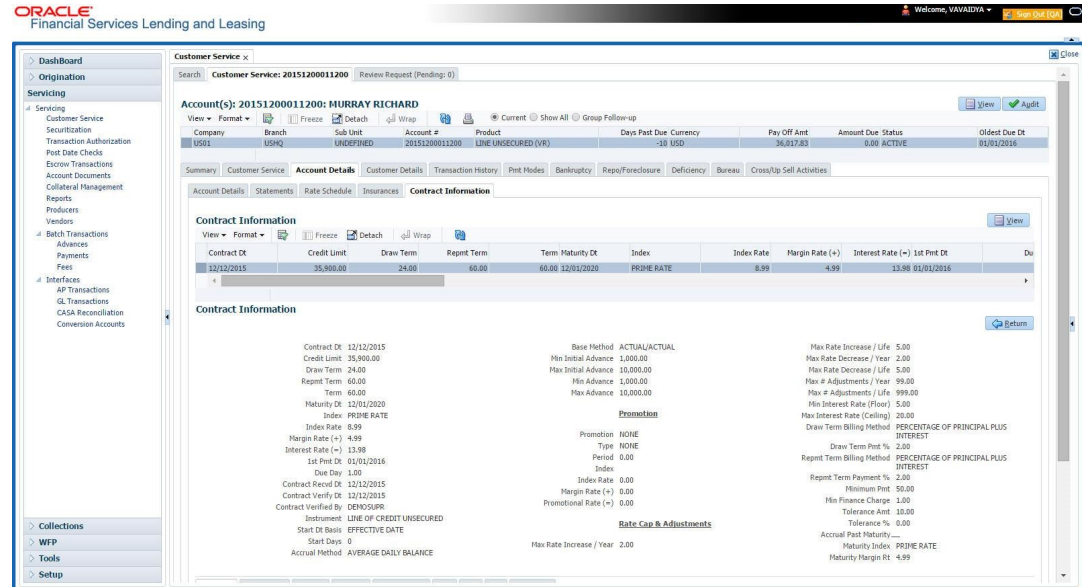 ORACLE
Financial Services Lending and Leasing
Welcome, VAVAIDYA
Sign Out [QA]
Close
DashBoard
Origination
Servicing
Servicing
Customer Service
Securitization
Transaction Authorization
Post Date Checks
Escrow Transactions
Account Documents
Collateral Management
Reports
Producers
Vendors
Batch Transactions
Advances
Payments
Fees
Interfaces
AP Transactions
GL Transactions
CASA Reconciliation
Conversion Accounts
Collections
WFP
Tools
Setup
Customer Service x
Search Customer Service: 20151200011200 Review Request (Pending: 0)
Account(s): 20151200011200: MURRAY RICHARD
View Audit
View Format Freeze Detach Wrap Current Show All Group Follow-up
Company Branch Sub Unit Account # Product Days Past Due Currency Pay Off Amt Amount Due Status Oldest Due Dt
US01 USHQ UNDEFINED 20151200011200 LINE UNSECURED (VR) -10 USD 36,017.83 0.00 ACTIVE 01/01/2016
Summary Customer Service Account Details Customer Details Transaction History Pmt Modes Bankruptcy Repo/Foreclosure Deficiency Bureau Cross/Up Sell Activities
Account Details Statements Rate Schedule Insurances Contract Information
Contract Information
View
View Format Freeze Detach Wrap
Contract Dt Credit Limit Draw Term Repmt Term Term Maturity Dt Index Index Rate Margin Rate (+) Interest Rate (=) 1st Pmt Dt Du
12/12/2015 35,900.00 24.00 60.00 60.00 12/01/2020 PRIME RATE 8.99 4.99 13.98 01/01/2016
Contract Information
Return
Contract Dt 12/12/2015
Credit Limit 35,900.00
Draw Term 24.00
Repmt Term 60.00
Term 60.00
Maturity Dt 12/01/2020
Index PRIME RATE
Index Rate 8.99
Margin Rate (+) 4.99
Interest Rate (=) 13.98
1st Pmt Dt 01/01/2016
Due Day 1.00
Contract Recvd Dt 12/12/2015
Contract Verify Dt 12/12/2015
Contract Verified By DEMOSUPR
Instrument LINE OF CREDIT UNSECURED
Start Dt Basis EFFECTIVE DATE
Start Days 0
Accrual Method AVERAGE DAILY BALANCE
Base Method ACTUAL/ACTUAL
Min Initial Advance 1,000.00
Max Initial Advance 10,000.00
Min Advance 1,000.00
Max Advance 10,000.00
Promotion
Promotion NONE
Type NONE
Period 0.00
Index
Index Rate 0.00
Margin Rate (+) 0.00
Promotional Rate (=) 0.00
Rate Cap & Adjustments
Max Rate Increase / Year 2.00
Max Rate Increase / Life 5.00
Max Rate Decrease / Year 2.00
Max Rate Decrease / Life 5.00
Max # Adjustments / Year 99.00
Max # Adjustments / Life 999.00
Min Interest Rate (Floor) 5.00
Max Interest Rate (Ceiling) 20.00
Draw Term Billing Method PERCENTAGE OF PRINCIPAL PLUS
INTEREST
Draw Term Pmt % 2.00
Repmt Term Billing Method PERCENTAGE OF PRINCIPAL PLUS
INTEREST
Repmt Term Payment % 2.00
Minimum Pmt 50.00
Min Finance Charge 1.00
Tolerance Amt 10.00
Tolerance % 0.00
Accrual Past Maturity
Maturity Index PRIME RATE
Maturity Margin Rt 4.99